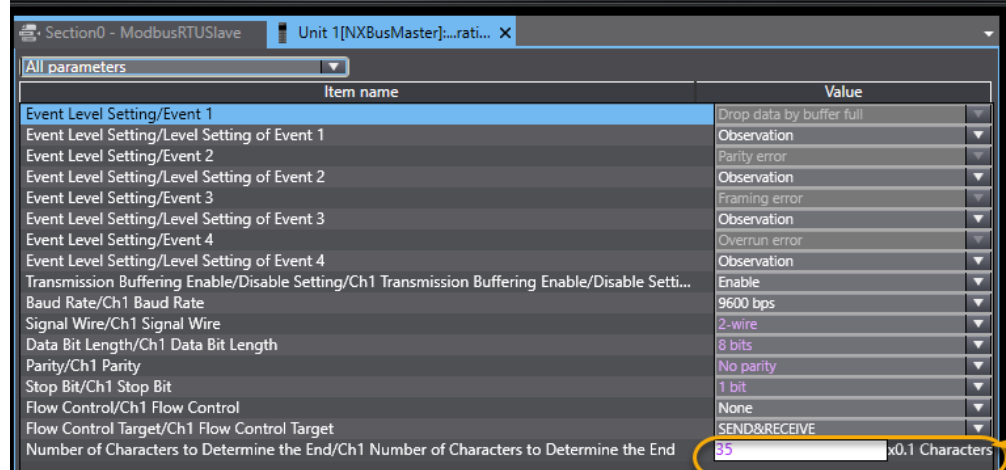 Section0 - ModbusRTUSlave Unit 1[NXBusMaster]:...rati... X
All parameters
Item name Value
Event Level Setting/Event 1 Drop data by buffer full
Event Level Setting/Level Setting of Event 1 Observation
Event Level Setting/Event 2 Parity error
Event Level Setting/Level Setting of Event 2 Observation
Event Level Setting/Event 3 Framing error
Event Level Setting/Level Setting of Event 3 Observation
Event Level Setting/Event 4 Overrun error
Event Level Setting/Level Setting of Event 4 Observation
Transmission Buffering Enable/Disable Setting/Ch1 Transmission Buffering Enable/Disable Setti... Enable
Baud Rate/Ch1 Baud Rate 9600 bps
Signal Wire/Ch1 Signal Wire 2-wire
Data Bit Length/Ch1 Data Bit Length 8 bits
Parity/Ch1 Parity No parity
Stop Bit/Ch1 Stop Bit 1 bit
Flow Control/Ch1 Flow Control None
Flow Control Target/Ch1 Flow Control Target SEND&RECEIVE
Number of Characters to Determine the End/Ch1 Number of Characters to Determine the End 35 x0.1 Characters